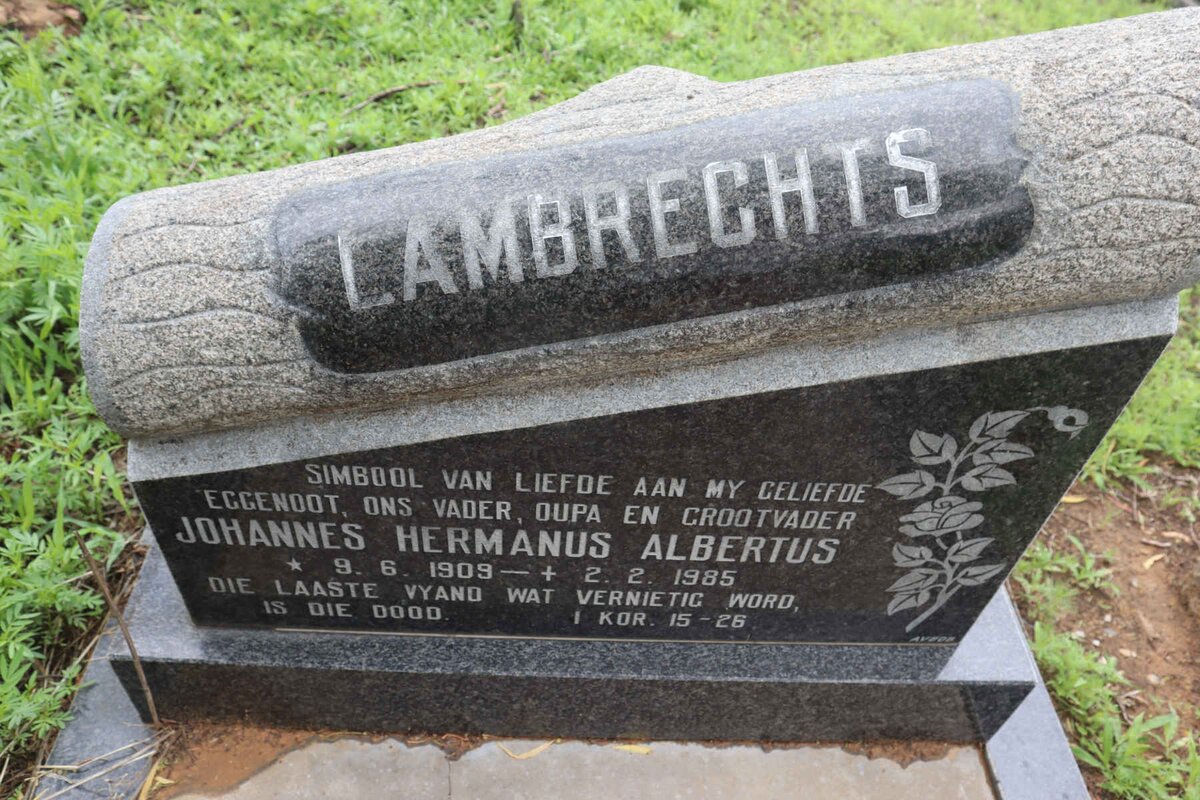 LAMBRECHTS
SIMBOOL VAN LIEFDE AAN MY GELIEFDE
EGGENOOT, ONS VADER, OUPA EN GROOTVADER
JOHANNES HERMANUS ALBERTUS
* 9. 6. 1909 — + 2. 2. 1985
DIE LAASTE VYAND WAT VERNIETIG WORD,
IS DIE DOOD. I KOR. 15-26